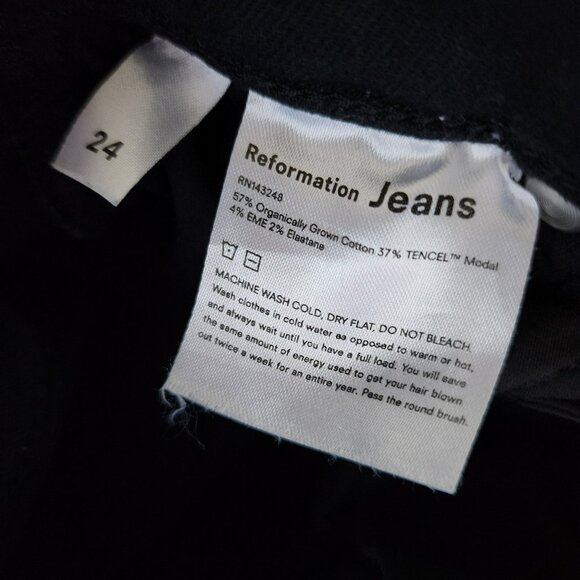 24
Reformation Jeans
RN143248
57% Organically Grown Cotton 37% TENCEL™ Modal
4% EME 2% Elastane
MACHINE WASH COLD, DRY FLAT, DO NOT BLEACH.
Wash clothes in cold water as opposed to warm or hot,
and always wait until you have a full load. You will save
the same amount of energy used to get your hair blown
out twice a week for an entire year. Pass the round brush.